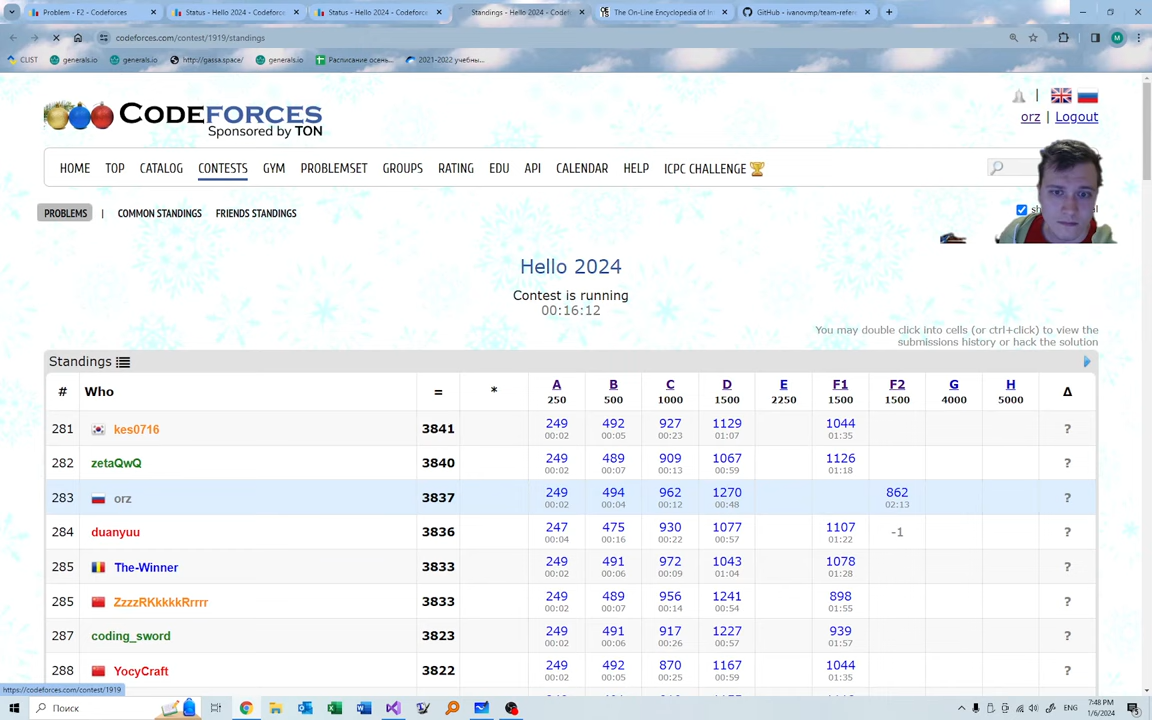 Problem - F2 - Codeforces
Status - Hello 2024 - Codeforc
Status - Hello 2024 - Codeforc
Standings - Hello 2024 - Codef
The On-Line Encyclopedia of In
GitHub - ivanovmp/team-refer
codeforces.com/contest/1919/standings
M
CLIST
generals.io
generals.io
http://gassa.space/
generals.io
Расписание осень...
2021-2022 учебны...
CODEFORCES
Sponsored by TON
orz | Logout
HOME TOP CATALOG CONTESTS GYM PROBLEMSET GROUPS RATING EDU API CALENDAR HELP ICPC CHALLENGE
PROBLEMS | COMMON STANDINGS FRIENDS STANDINGS
Hello 2024
Contest is running
00:16:12
You may double click into cells (or ctrl+click) to view the
submissions history or hack the solution
Standings
# Who = * A B C D E F1 F2 G H Δ
250 500 1000 1500 2250 1500 1500 4000 5000
281 kes0716 3841 249 492 927 1129 1044 ?
00:02 00:05 00:23 01:07 01:35
282 zetaQwQ 3840 249 489 909 1067 1126 ?
00:02 00:07 00:13 00:59 01:18
283 orz 3837 249 494 962 1270 862 ?
00:02 00:04 00:12 00:48 02:13
284 duanyuu 3836 247 475 930 1077 1107 -1 ?
00:04 00:16 00:22 00:57 01:22
285 The-Winner 3833 249 491 972 1043 1078 ?
00:02 00:06 00:09 01:04 01:28
285 ZzzzRKkkkkRrrrr 3833 249 489 956 1241 898 ?
00:02 00:07 00:14 00:54 01:55
287 coding_sword 3823 249 491 917 1227 939 ?
00:02 00:06 00:26 00:57 01:57
288 YocyCraft 3822 249 492 870 1167 1044 ?
00:02 00:05 00:25 00:59 01:35
https://codeforces.com/contest/1919
Поиск
ENG
7:48 PM
1/6/2024